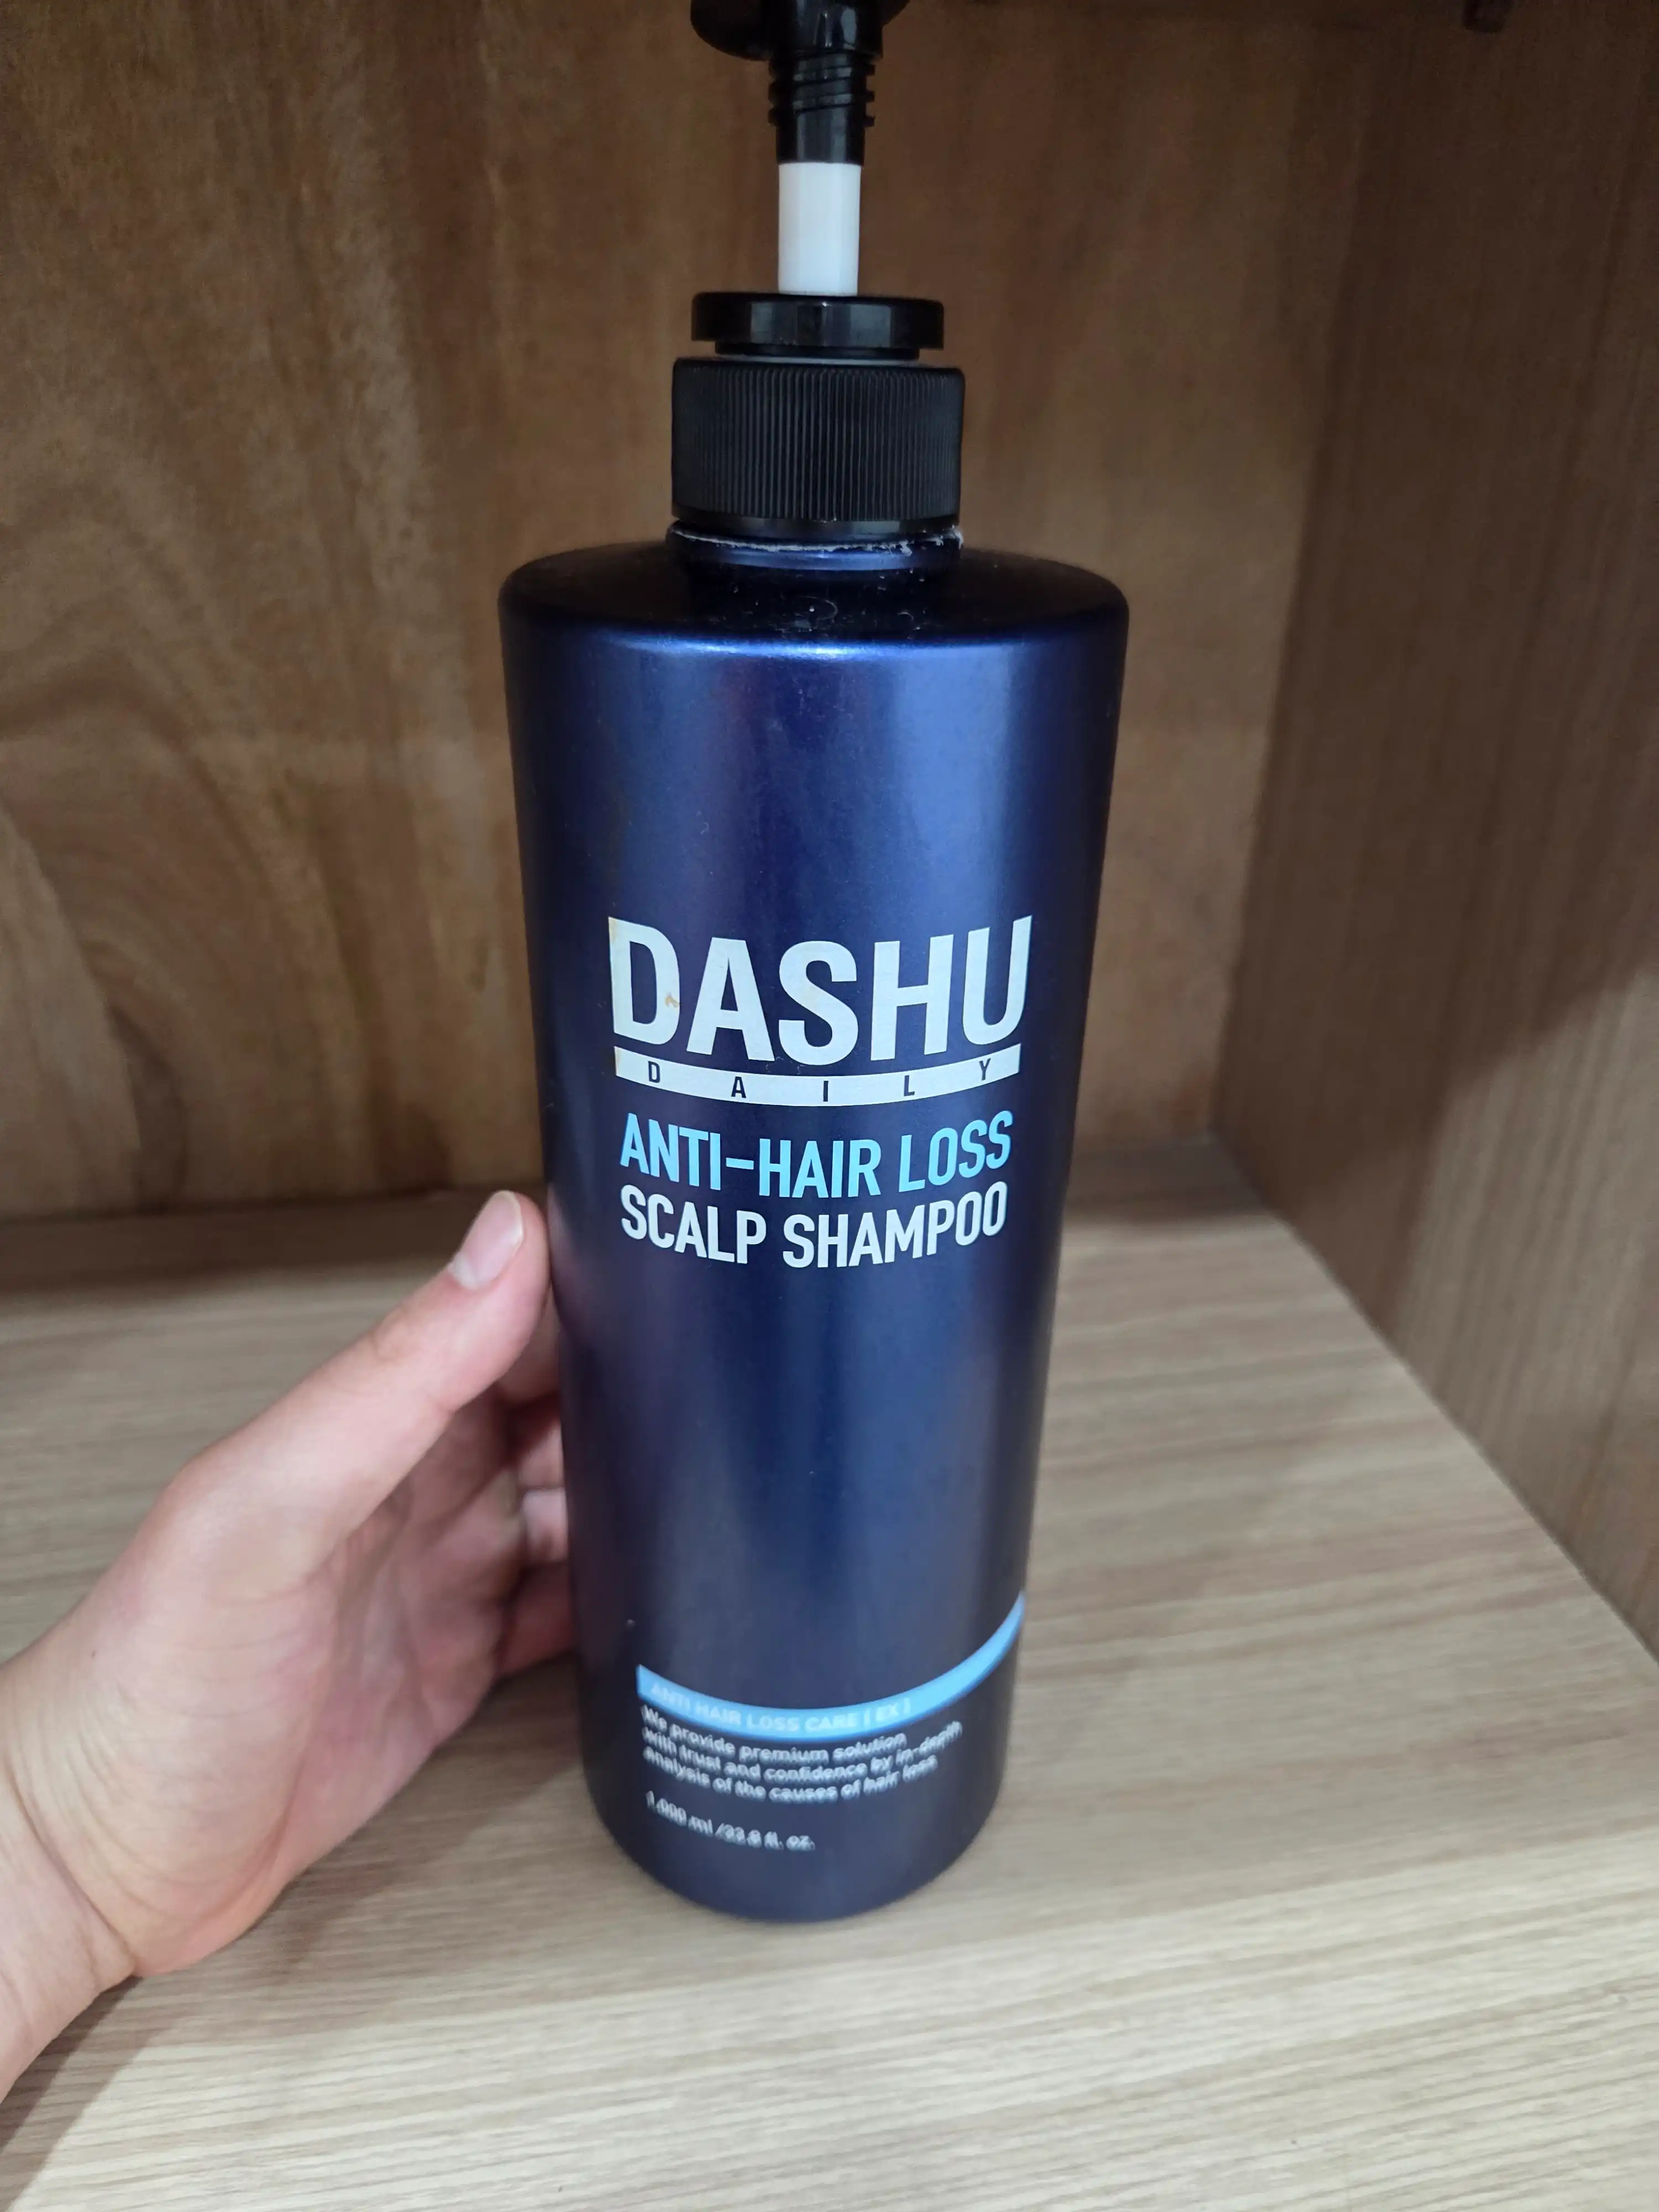 DASHU
DAILY
ANTI-HAIR LOSS
SCALP SHAMPOO
ANTI HAIR LOSS CARE | EX |
We provide premium solution
with trust and confidence by in-depth
analysis of the causes of hair loss
1,000 ml /33.8 fl. oz.